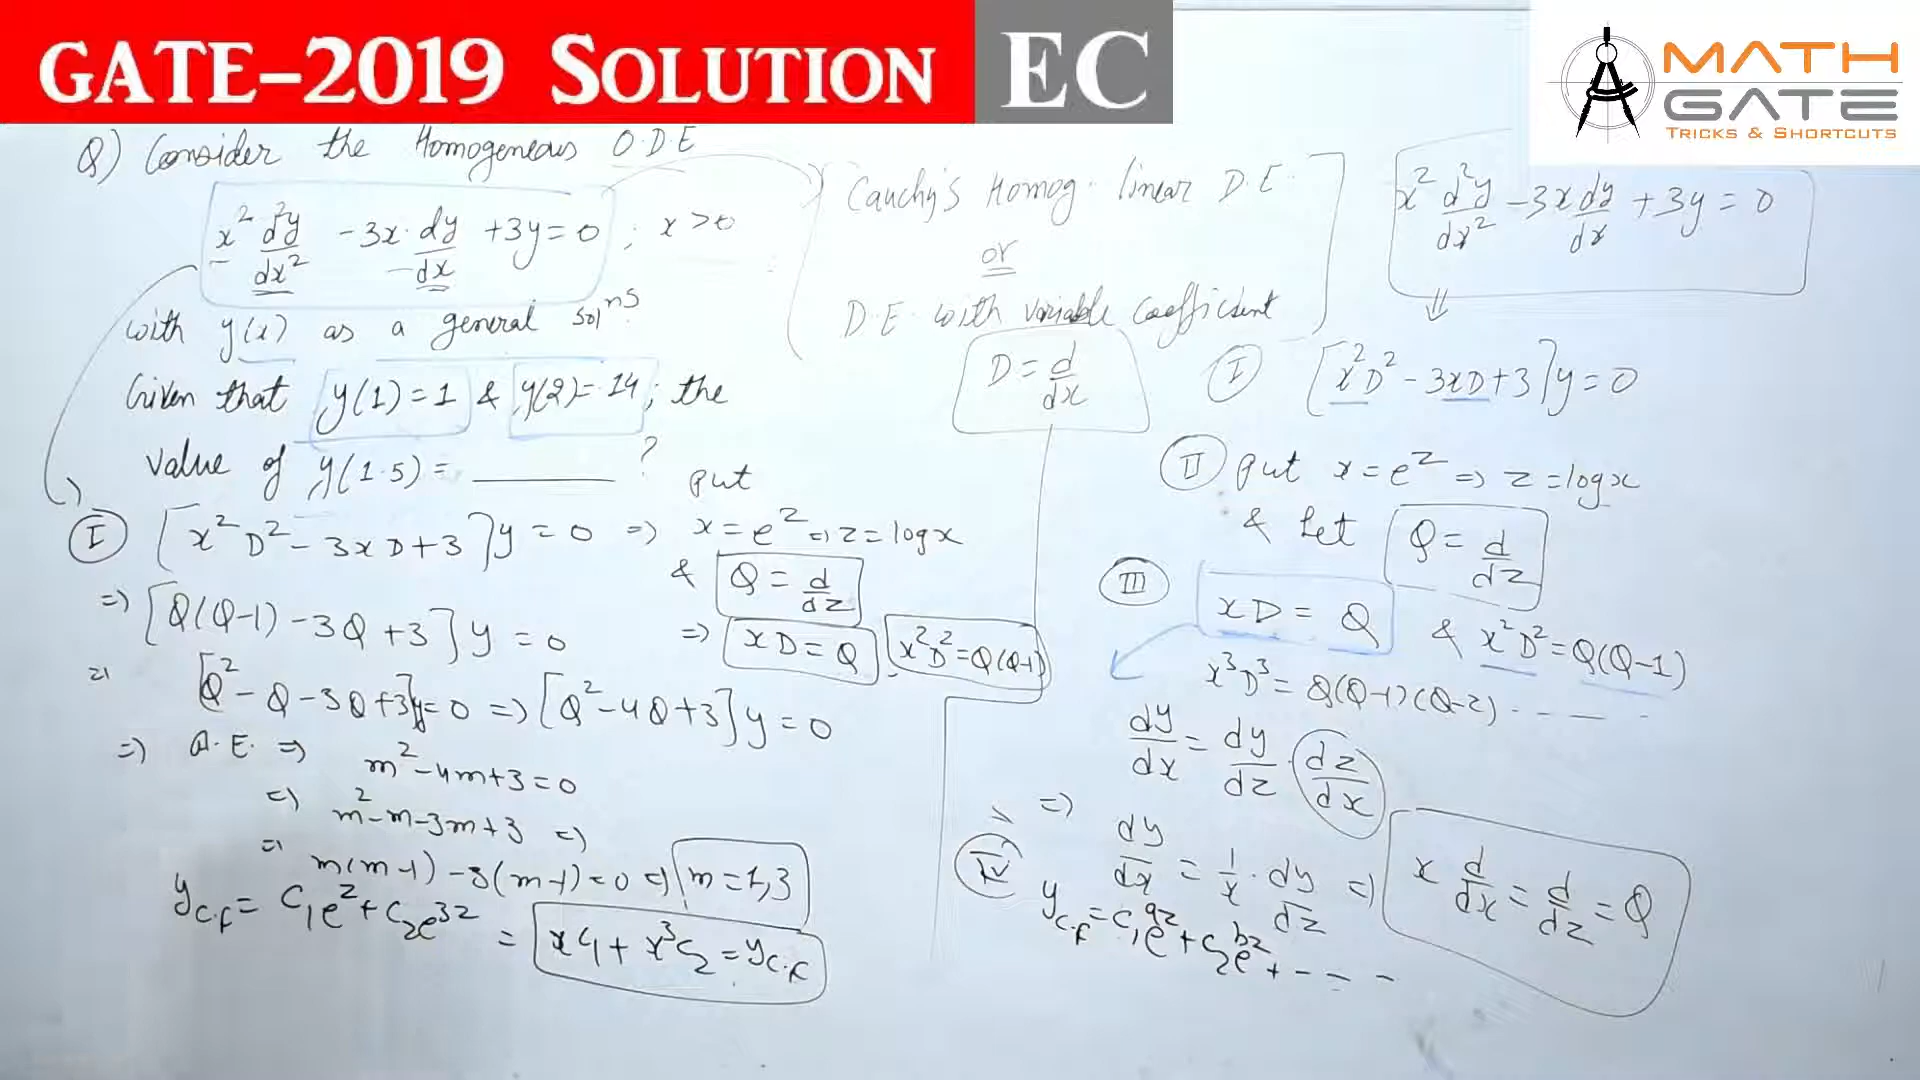 GATE-2019 SOLUTION EC
MATH
GATE
TRICKS & SHORTCUTS
Q) Consider the Homogeneous O.D.E
x² d²y/dx² - 3x. dy/dx + 3y = 0 ; x > 0
with y(x) as a general solⁿˢ
Given that y(1) = 1 & y(2) = 14 ; the
value of y(1.5) = ______ ?
(I) [x² D² - 3x D + 3] y = 0 ⇒
put
x = e^z ⇒ z = log x
& Q = d/dz
⇒ [Q(Q-1) - 3Q + 3] y = 0
⇒ xD = Q , x²D² = Q(Q-1)
⇒ [Q² - Q - 3Q + 3]y = 0 ⇒ [Q² - 4Q + 3] y = 0
⇒ A.E. ⇒ m² - 4m + 3 = 0
⇒ m² - m - 3m + 3 ⇒
⇒ m(m-1) - 3(m-1) = 0 ⇒ m = 1, 3
y_C.F = C₁e^z + C₂e^3z = xC₁ + x³C₂ = y_C.F
Cauchy's Homog. linear D.E.
or
D.E. with variable Coefficient
D = d/dx
x² d²y/dx² - 3x dy/dx + 3y = 0
⇓
(I) [x²D² - 3xD + 3] y = 0
(II) put x = e^z ⇒ z = log x
& Let Q = d/dz
(III) xD = Q & x²D² = Q(Q-1)
x³D³ = Q(Q-1)(Q-2) - - - -
dy/dx = dy/dz . dz/dx
⇒ dy/dx = 1/x . dy/dz ⇒ x d/dx = d/dz = Q
(IV) y_C.F = C₁e^az + C₂e^bz + - - -